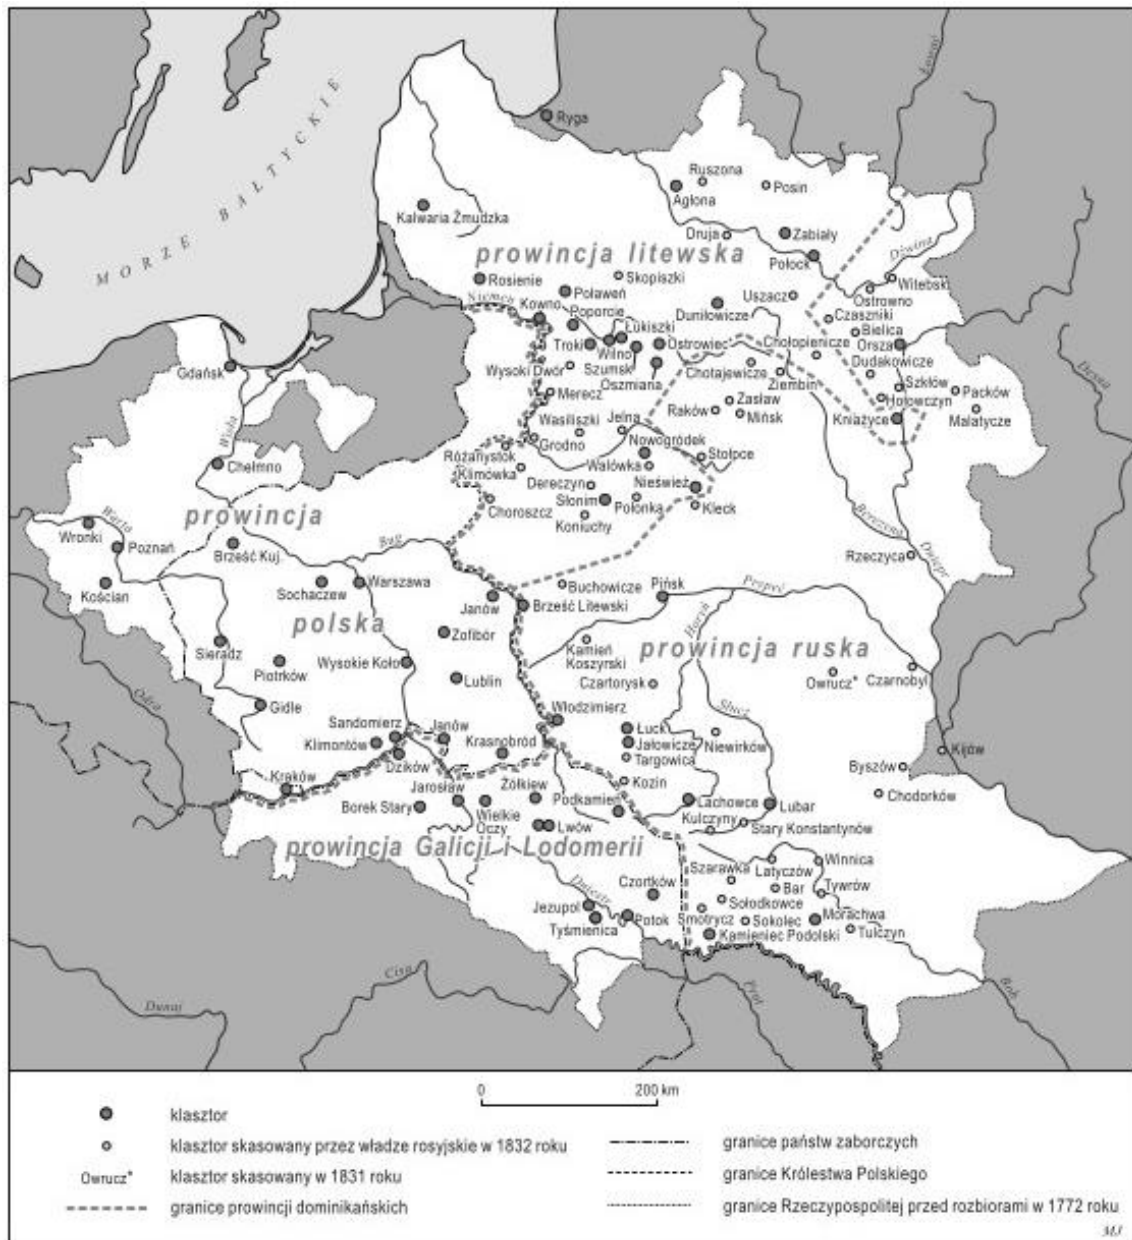 MORZE BAŁTYCKIE
Ryga
Łować
Ruszona
Posin
Agłona
Kalwaria Żmudzka
Druja
Zabiały
prowincja litewska
Połock
Dźwina
Rosienie
Skopiszki
Witebsk
Niemen
Poławeń
Uszacz
Ostrowno
Kowno
Poporcie
Duniłowicze
Czaszniki
Łukiszki
Bielica
Troki
Wilno
Ostrowiec
Chołopienicze
Orsza
Gdańsk
Wysoki Dwór
Szumsk
Dudakowicze
Oszmiana
Chotajewicze
Ziembin
Szkłów
Desna
Merecz
Zasław
Hołowczyn
Packów
Raków
Mińsk
Kniażyce
Małatycze
Wisła
Wasiliszki
Jelna
Grodno
Nowogródek
Różanystok
Stołpce
Chełmno
Klimówka
Wałówka
Dereczyn
Nieśwież
Słonim
Połonka
Choroszcz
Kleck
Koniuchy
prowincja
Warta
Berezena
Wronki
Poznań
Brześć Kuj.
Bug
Rzeczyca
Dniepr
Kościan
Sochaczew
Warszawa
Buchowicze
Pińsk
Prypeć
Janów
Brześć Litewski
polska
Zofibór
Horyń
Sieradz
Kamień
Koszyrski
prowincja ruska
Piotrków
Wysokie Koło
Lublin
Czartorysk
Owrucz*
Czarnobyl
Odra
Gidle
Słucz
Włodzimierz
Sandomierz
Janów
Łuck
Klimontów
Krasnobród
Jałowicze
Niewirków
Kijów
Dzików
Targowica
Byszów
Kraków
Żółkiew
Kozin
Jarosław
Chodorków
Borek Stary
Podkamień
Lachowce
Lubar
Wielkie
Oczy
Lwów
Kulczyny
Stary Konstantynów
prowincja Galicji i Lodomerii
Winnica
Szarawka
Latyczów
Czortków
Bar
Tywrów
Dniestr
Sołodkowce
Jezupol
Smotrycz
Morachwa
Tyśmienica
Potok
Sokolec
Tulczyn
Kamieniec Podolski
Cisa
Prut
Boh
Dunaj
0 200 km
klasztor
klasztor skasowany przez władze rosyjskie w 1832 roku
Owrucz* klasztor skasowany w 1831 roku
granice prowincji dominikańskich
granice państw zaborczych
granice Królestwa Polskiego
granice Rzeczypospolitej przed rozbiorami w 1772 roku
MJ